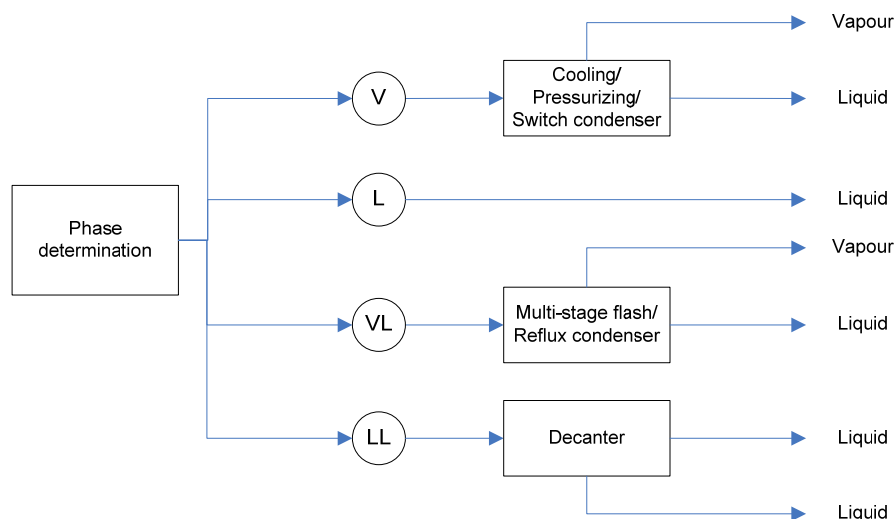 Vapour
V
Cooling/
Pressurizing/
Switch condenser
Liquid
Phase
determination
L
Liquid
Vapour
VL
Multi-stage flash/
Reflux condenser
Liquid
LL
Decanter
Liquid
Liquid